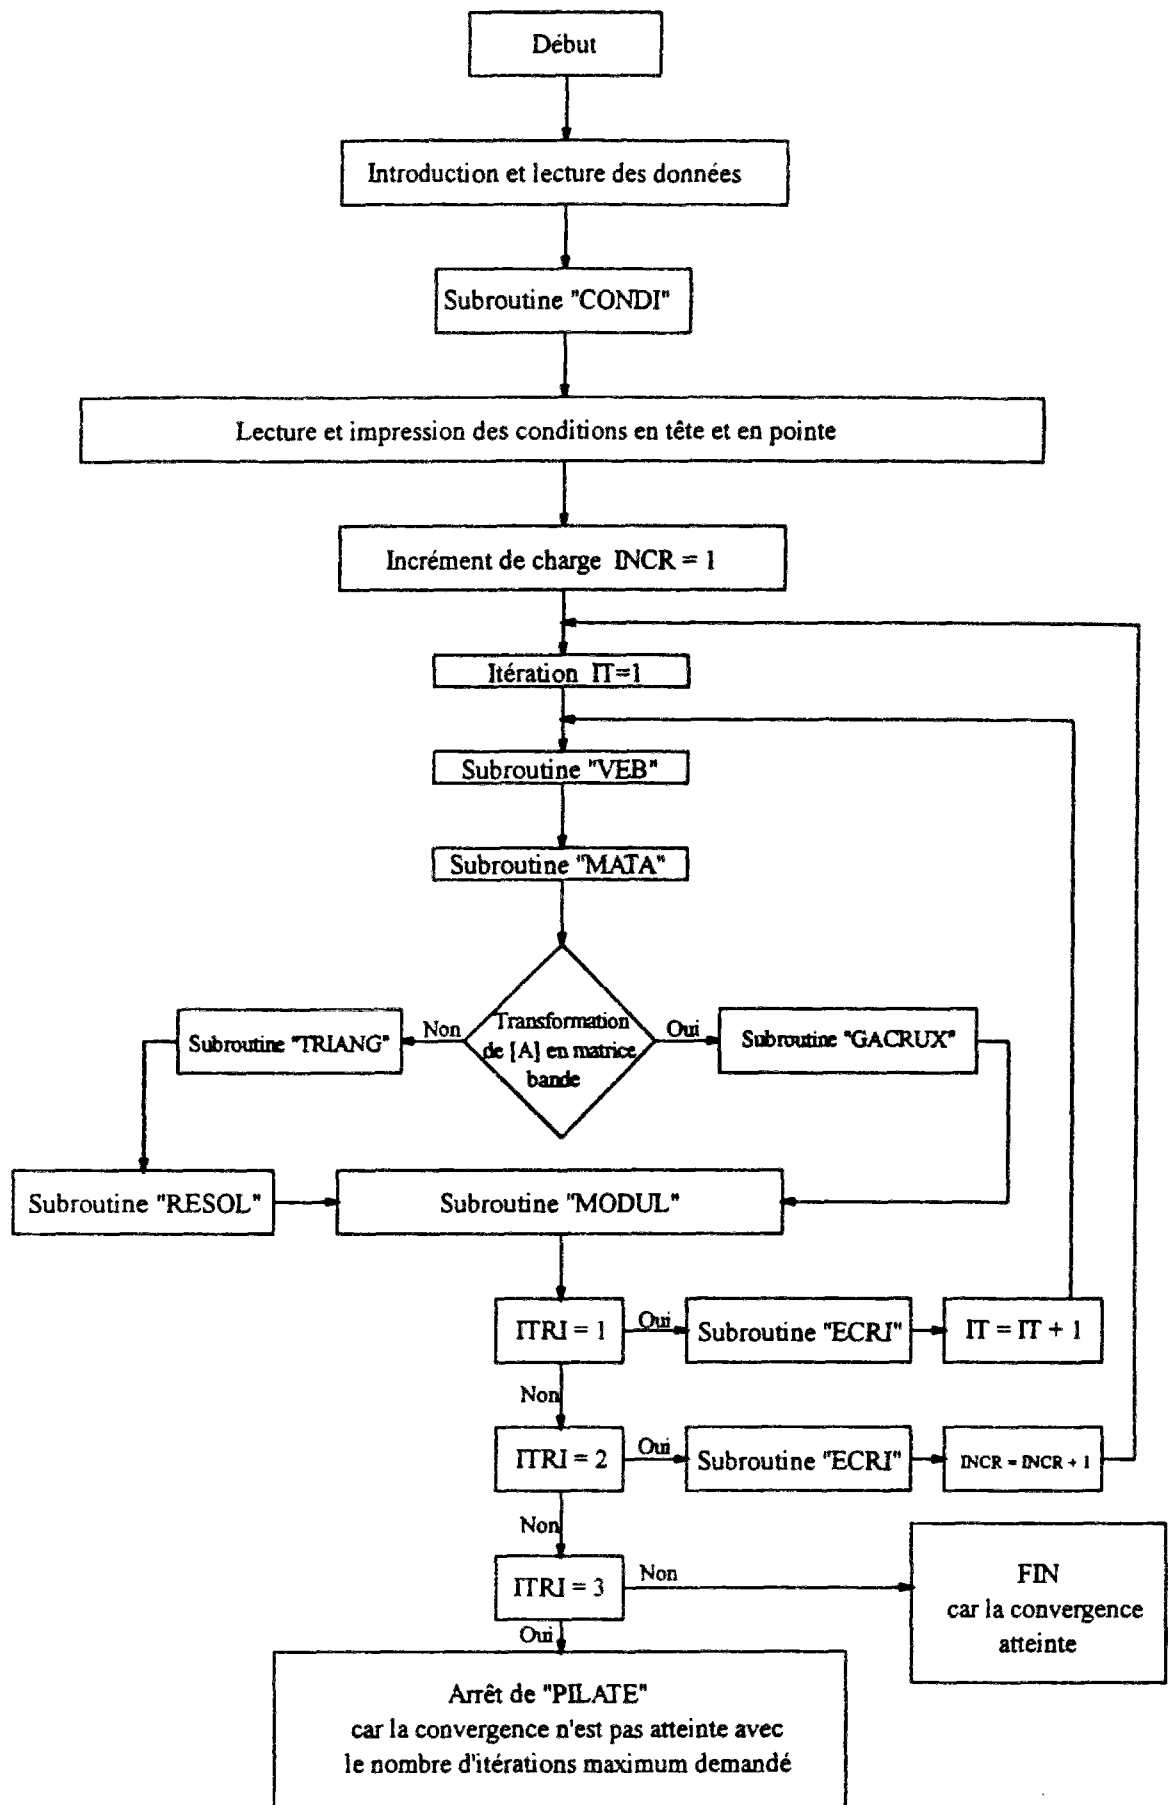 Début
Introduction et lecture des données
Subroutine "CONDI"
Lecture et impression des conditions en tête et en pointe
Incrément de charge INCR = 1
Itération IT=1
Subroutine "VEB"
Subroutine "MATA"
Transformation
de [A] en matrice
bande
Non
Oui
Subroutine "TRIANG"
Subroutine "GACRUX"
Subroutine "RESOL"
Subroutine "MODUL"
ITRI = 1
Oui
Subroutine "ECRI"
IT = IT + 1
Non
ITRI = 2
Oui
Subroutine "ECRI"
INCR = INCR + 1
Non
ITRI = 3
Non
FIN
car la convergence
atteinte
Oui
Arrêt de "PILATE"
car la convergence n'est pas atteinte avec
le nombre d'itérations maximum demandé